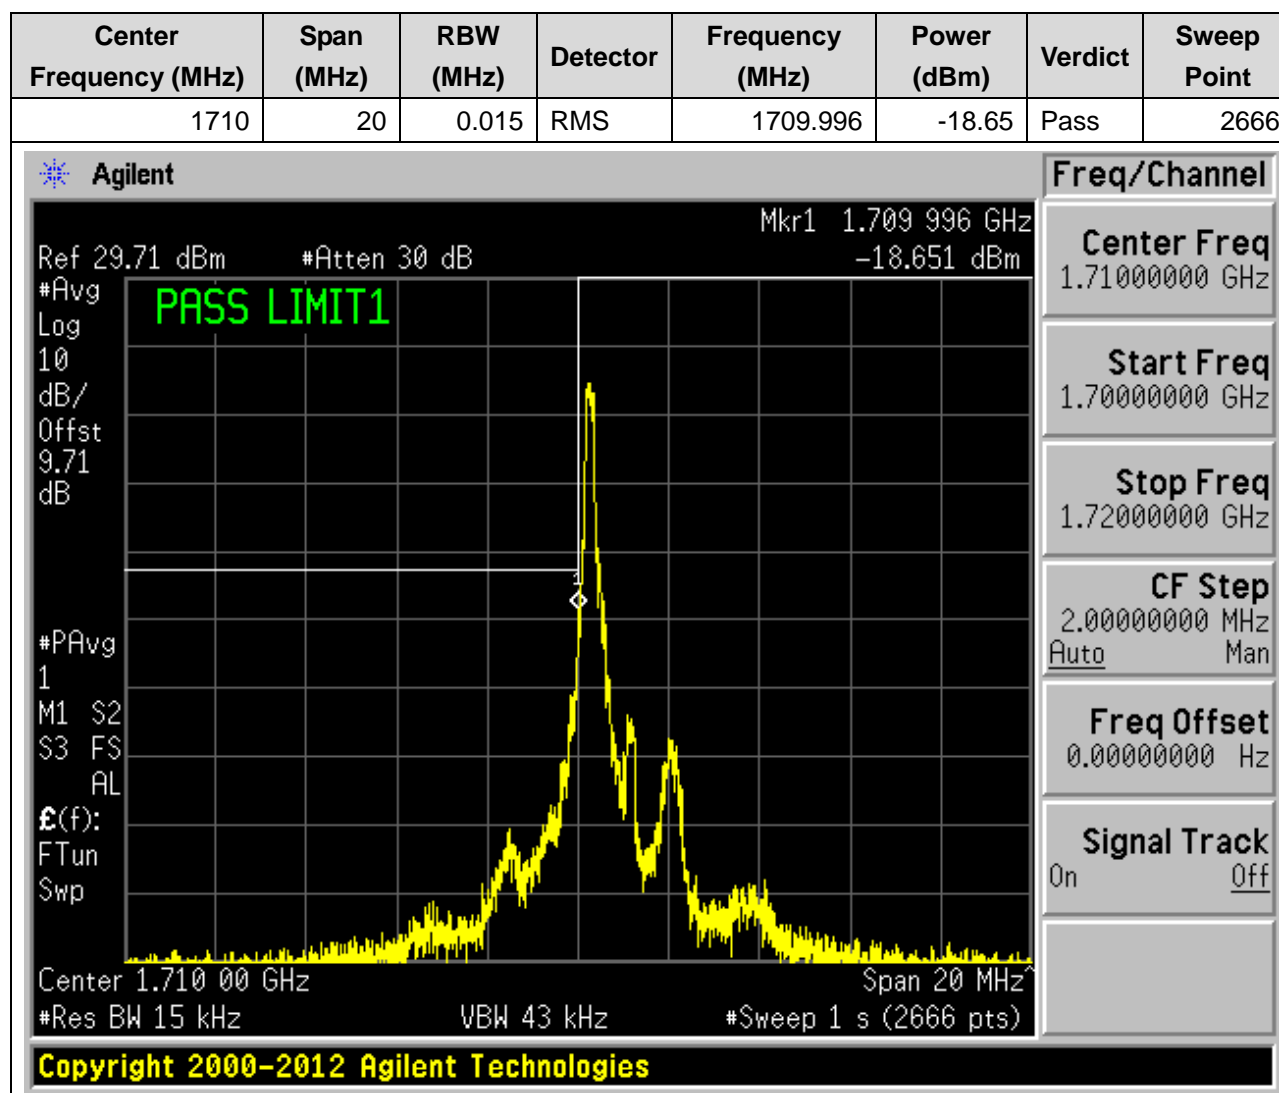 Center Frequency (MHz) Span (MHz) RBW (MHz) Detector Frequency (MHz) Power (dBm) Verdict Sweep Point
1710 20 0.015 RMS 1709.996 -18.65 Pass 2666
Agilent
Freq/Channel
Mkr1 1.709 996 GHz
Ref 29.71 dBm #Atten 30 dB -18.651 dBm
#Avg
Log
10
dB/
Offst
9.71
dB
PASS LIMIT1
1
#PAvg
1
M1 S2
S3 FS
AL
£(f):
FTun
Swp
Center 1.710 00 GHz Span 20 MHz^
#Res BW 15 kHz VBW 43 kHz #Sweep 1 s (2666 pts)
Center Freq
1.71000000 GHz
Start Freq
1.70000000 GHz
Stop Freq
1.72000000 GHz
CF Step
2.00000000 MHz
Auto Man
Freq Offset
0.00000000 Hz
Signal Track
On Off
Copyright 2000-2012 Agilent Technologies